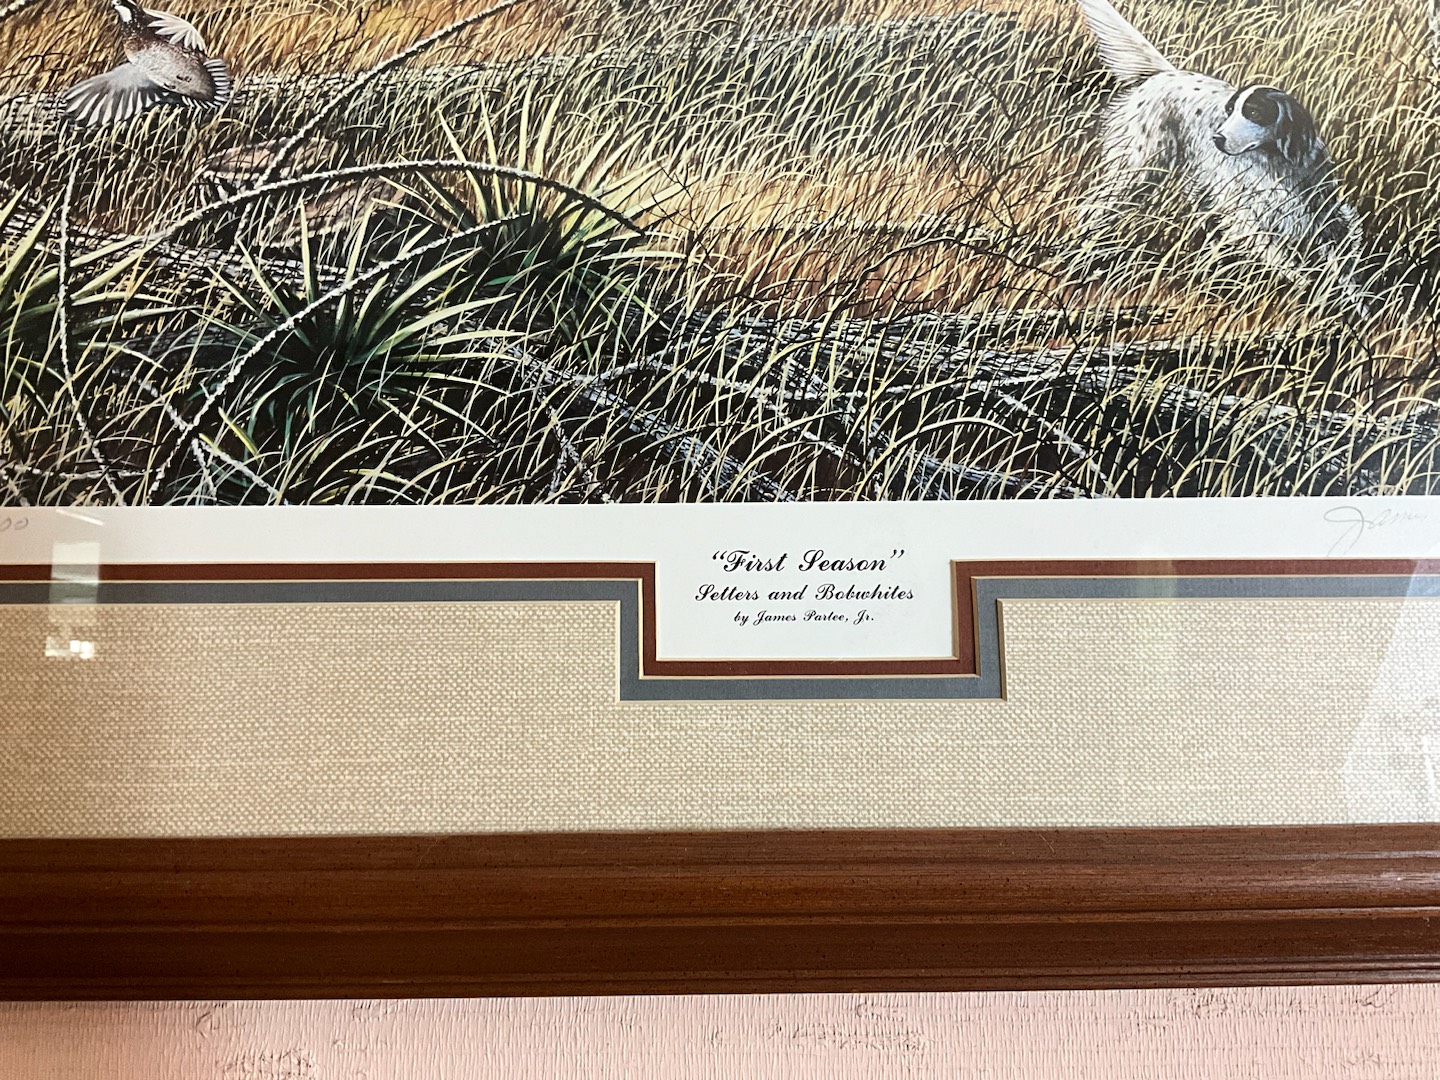 "First Season"
Setters and Bobwhites
by James Partee, Jr.